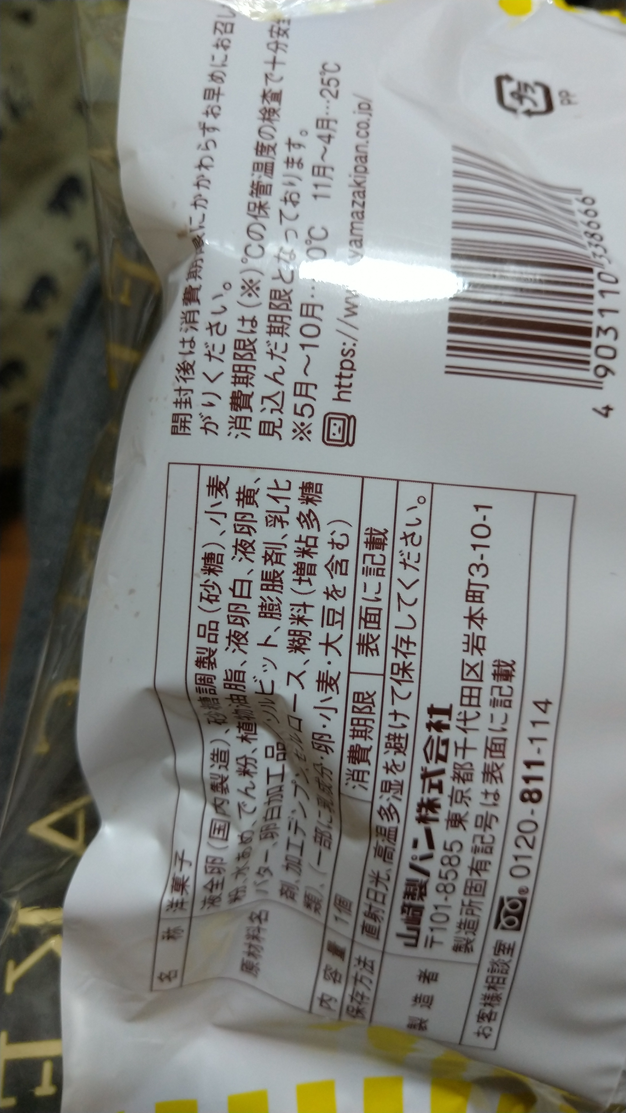 開封後は消費期限にかかわらずお早めにお召し
がりください。
消費期限は(※)℃の保管温度の検査で十分安全
見込んだ期限となっております。
※5月〜10月… 0℃ 11月〜4月…25℃
https://ww yamazakipan.co.jp/
プラ
PP
4 903110 338666
名称 洋菓子
原材料名 液全卵(国内製造)、砂糖調製品(砂糖)、小麦
粉、水あめ、でん粉、植物油脂、液卵白、液卵黄、
バター、卵白加工品/ソルビット、膨脹剤、乳化
剤、加工デンプン、セルロース、糊料(増粘多糖
類)、(一部に乳成分・卵・小麦・大豆を含む)
内容量 1個 消費期限 表面に記載
保存方法 直射日光、高温多湿を避けて保存してください。
製造者 山崎製パン株式会社
〒101-8585 東京都千代田区岩本町3-10-1
製造所固有記号は表面に記載
お客様相談室 0120-811-114